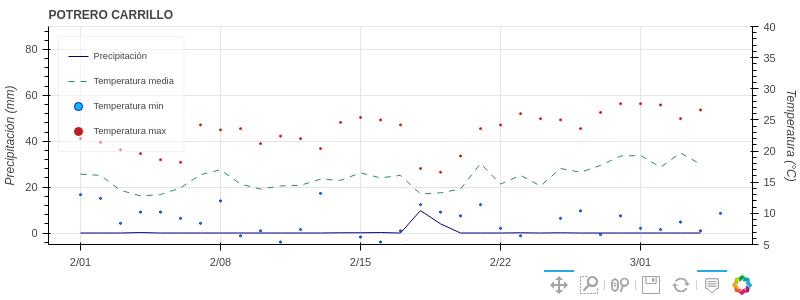 POTRERO CARRILLO
Precipitación
Temperatura media
Temperatura min
Temperatura max
Precipitación (mm)
80
60
40
20
0
Temperatura (°C)
40
35
30
25
20
15
10
5
2/01
2/08
2/15
2/22
3/01